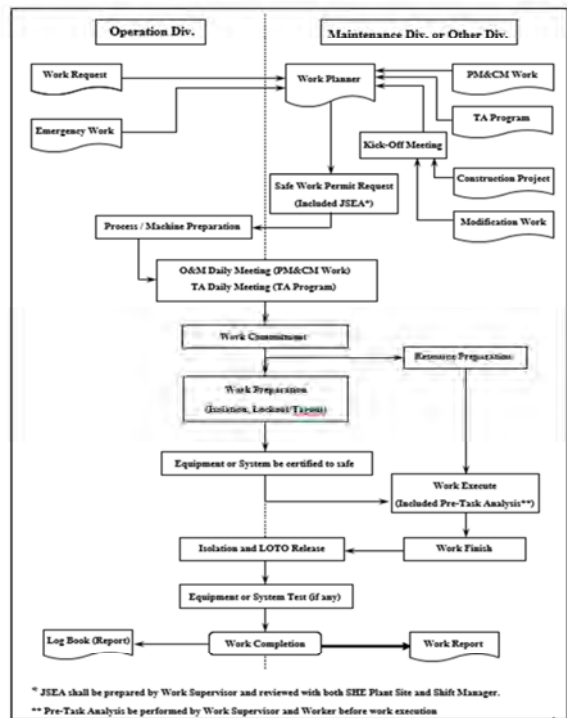 Operation Div.
Maintenance Div. or Other Div.
Work Request
Work Planner
PM&CM Work
Emergency Work
TA Program
Kick-Off Meeting
Construction Project
Safe Work Permit Request
(Included JSEA*)
Modification Work
Process / Machine Preparation
O&M Daily Meeting (PM&CM Work)
TA Daily Meeting (TA Program)
Work Commitment
Resource Preparation
Work Preparation
(Isolation, Lockout/Tagout)
Equipment or System be certified to safe
Work Execute
(Included Pre-Task Analysis**)
Isolation and LOTO Release
Work Finish
Equipment or System Test (if any)
Log Book (Report)
Work Completion
Work Report
* JSEA shall be prepared by Work Supervisor and reviewed with both SHE Plant Site and Shift Manager.
** Pre-Task Analysis be performed by Work Supervisor and Worker before work execution